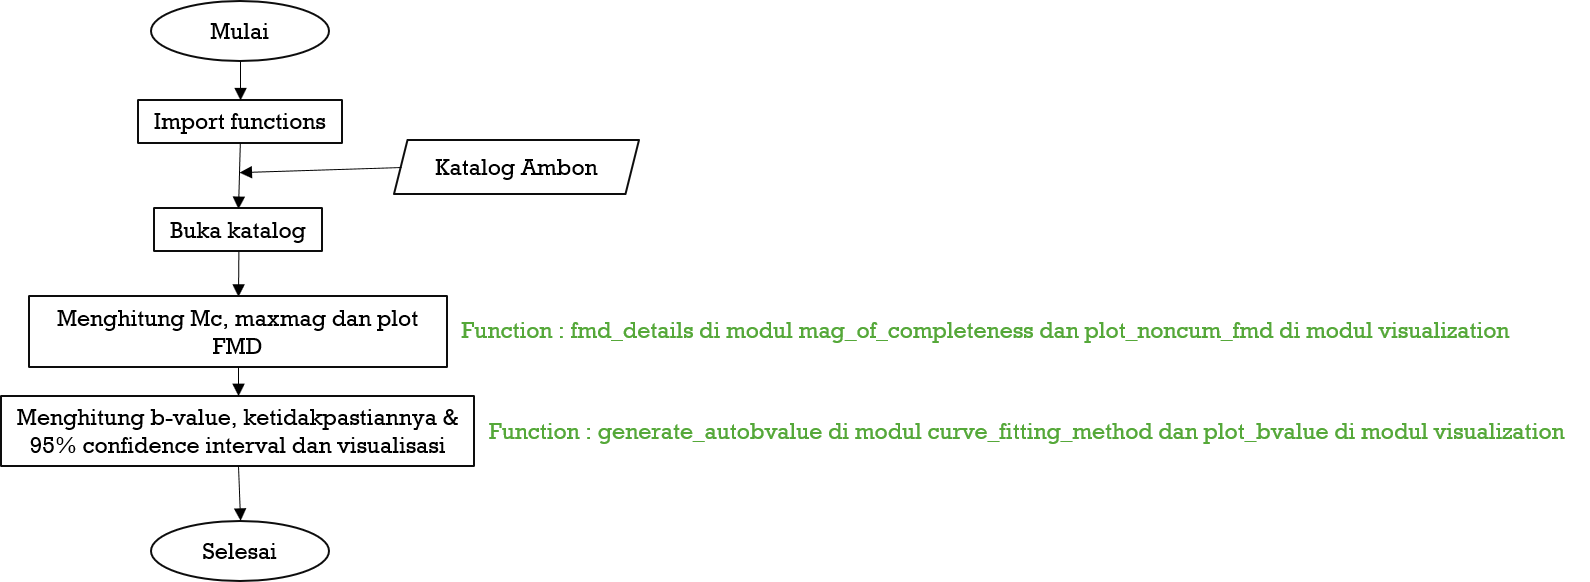 Mulai
Import functions
Katalog Ambon
Buka katalog
Menghitung Mc, maxmag dan plot
FMD
Function : fmd_details di modul mag_of_completeness dan plot_noncum_fmd di modul visualization
Menghitung b-value, ketidakpastiannya &
95% confidence interval dan visualisasi
Function : generate_autobvalue di modul curve_fitting_method dan plot_bvalue di modul visualization
Selesai